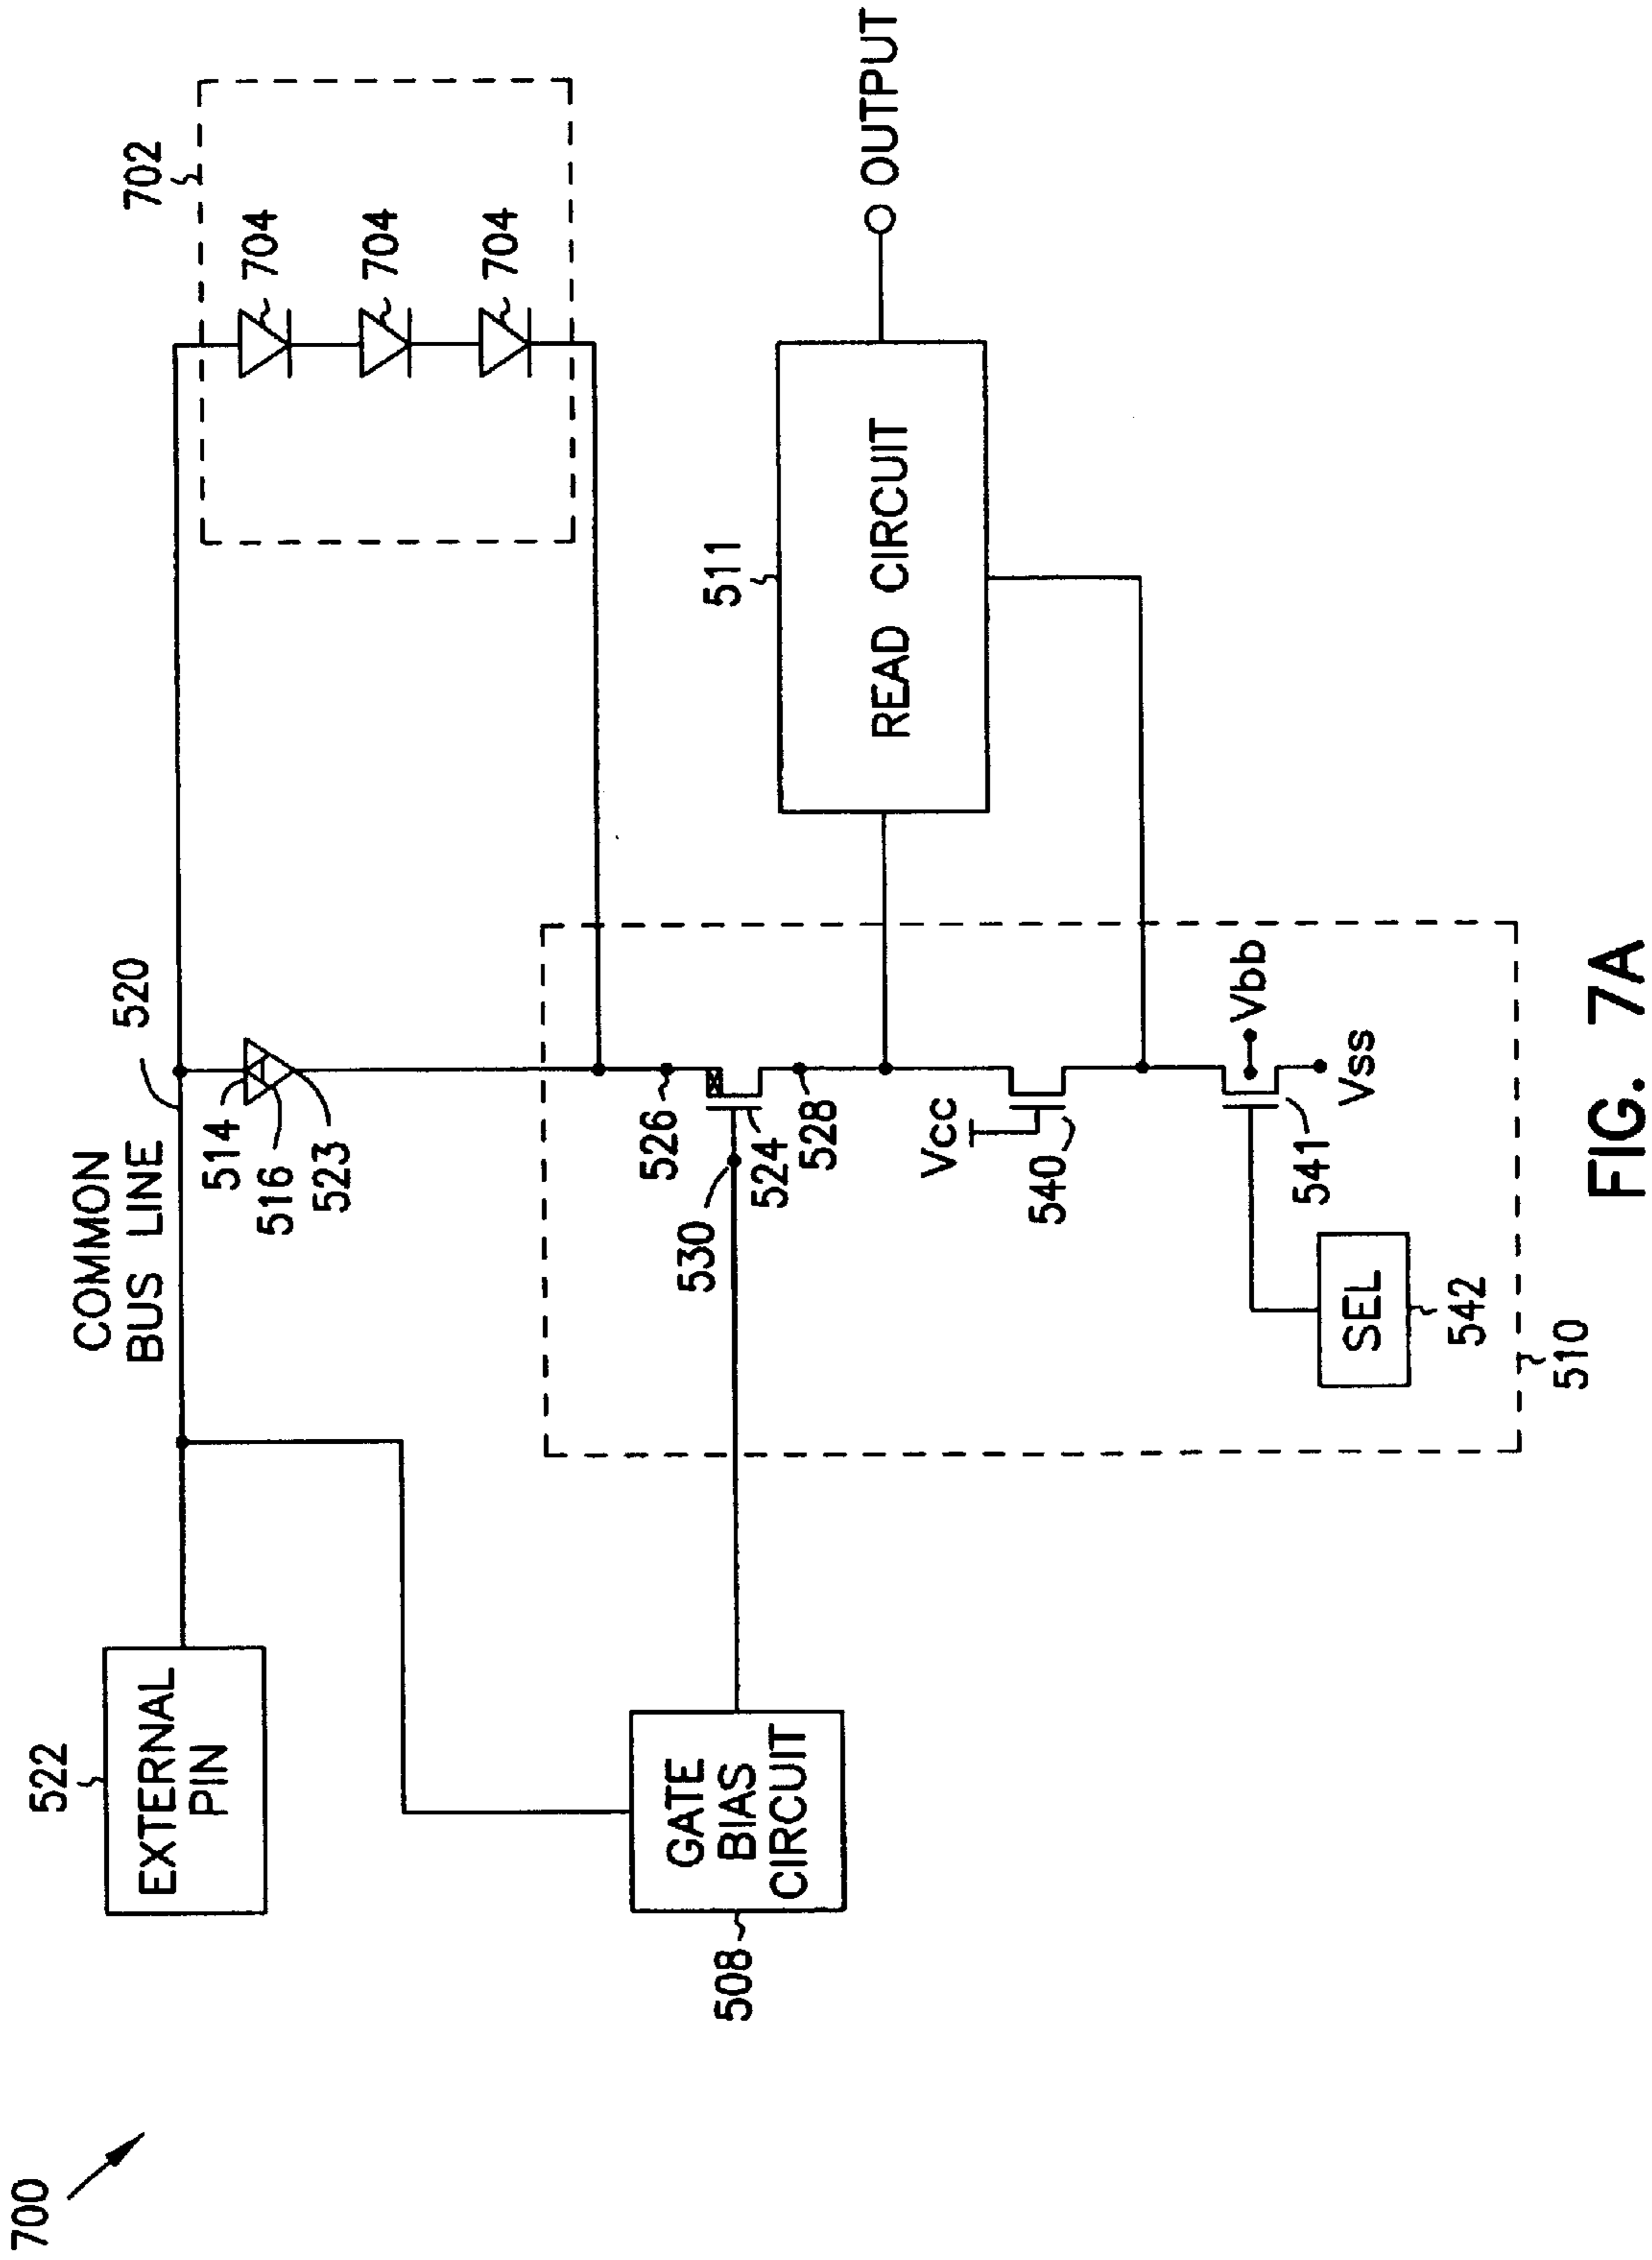 700
522
EXTERNAL
PIN
COMMON
BUS LINE
520
514
516
523
702
704
704
704
508
GATE
BIAS
CIRCUIT
530
526
524
528
Vcc
540
541
Vbb
Vss
SEL
542
510
511
READ CIRCUIT
OUTPUT
FIG. 7A